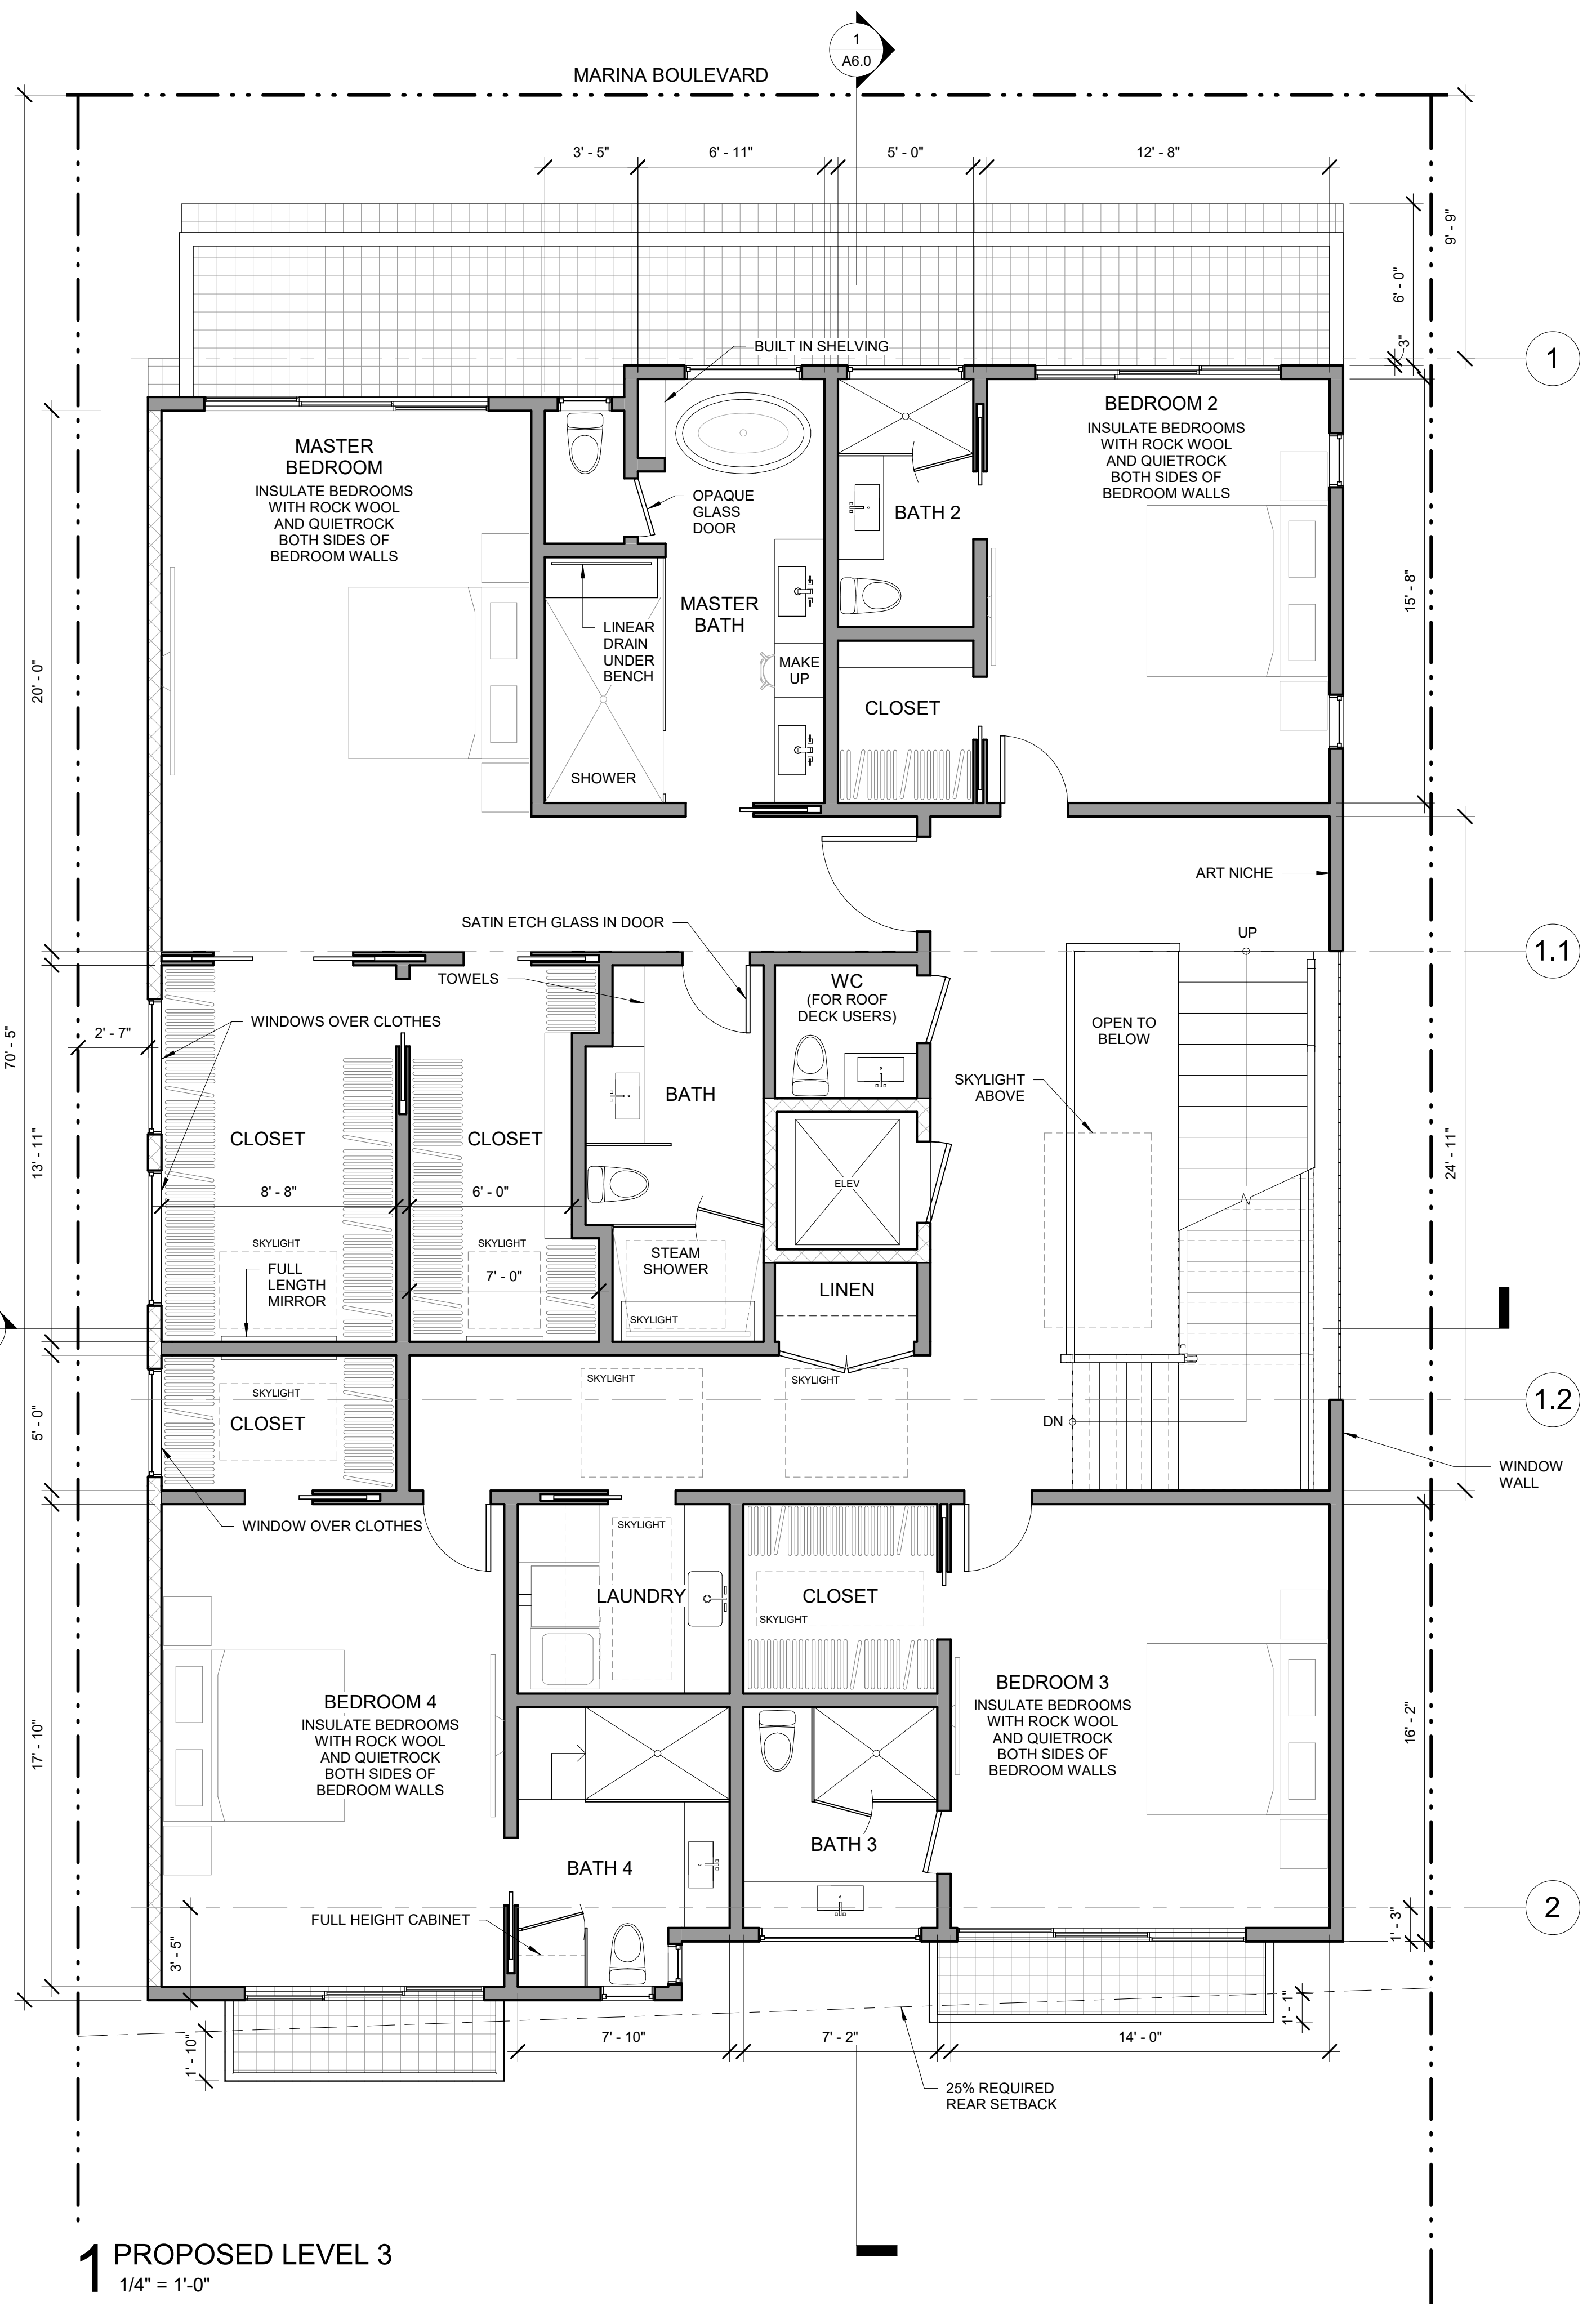 1
A6.0
MARINA BOULEVARD
3' - 5"
6' - 11"
5' - 0"
12' - 8"
9' - 9"
6' - 0"
3"
1
BUILT IN SHELVING
MASTER
BEDROOM
INSULATE BEDROOMS
WITH ROCK WOOL
AND QUIETROCK
BOTH SIDES OF
BEDROOM WALLS
OPAQUE
GLASS
DOOR
BATH 2
BEDROOM 2
INSULATE BEDROOMS
WITH ROCK WOOL
AND QUIETROCK
BOTH SIDES OF
BEDROOM WALLS
15' - 8"
20' - 0"
LINEAR
DRAIN
UNDER
BENCH
MASTER
BATH
MAKE
UP
CLOSET
SHOWER
ART NICHE
SATIN ETCH GLASS IN DOOR
UP
1.1
TOWELS
WC
(FOR ROOF
DECK USERS)
70' - 5"
2' - 7"
WINDOWS OVER CLOTHES
OPEN TO
BELOW
SKYLIGHT
ABOVE
BATH
13' - 11"
CLOSET
CLOSET
24' - 11"
8' - 8"
6' - 0"
ELEV
SKYLIGHT
SKYLIGHT
FULL
LENGTH
MIRROR
7' - 0"
STEAM
SHOWER
SKYLIGHT
LINEN
5' - 0"
SKYLIGHT
CLOSET
SKYLIGHT
SKYLIGHT
DN
1.2
WINDOW
WALL
WINDOW OVER CLOTHES
SKYLIGHT
LAUNDRY
CLOSET
SKYLIGHT
17' - 10"
BEDROOM 4
INSULATE BEDROOMS
WITH ROCK WOOL
AND QUIETROCK
BOTH SIDES OF
BEDROOM WALLS
BEDROOM 3
INSULATE BEDROOMS
WITH ROCK WOOL
AND QUIETROCK
BOTH SIDES OF
BEDROOM WALLS
16' - 2"
BATH 3
BATH 4
FULL HEIGHT CABINET
3' - 5"
1' - 3"
2
1' - 1"
1' - 10"
7' - 10"
7' - 2"
14' - 0"
25% REQUIRED
REAR SETBACK
1 PROPOSED LEVEL 3
1/4" = 1'-0"